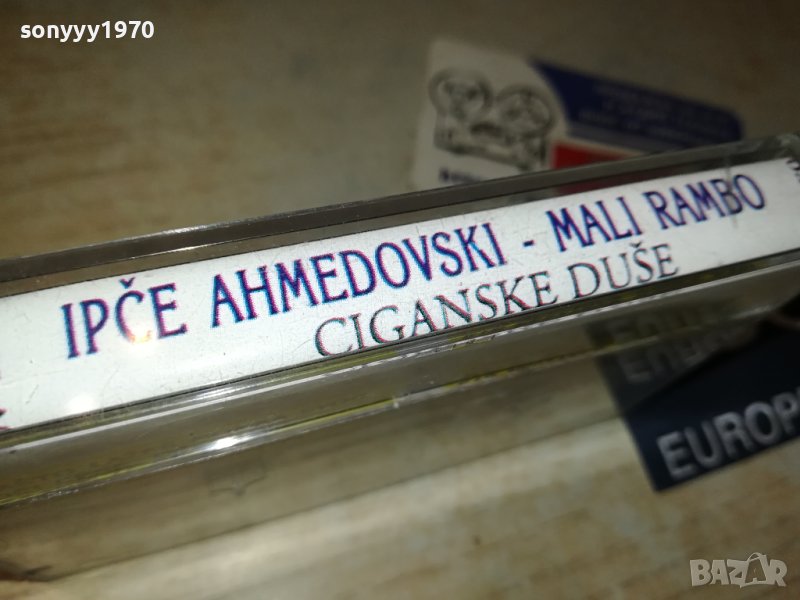 sonyyy1970
IPČE AHMEDOVSKI - MALI RAMBO
CIGANSKE DUŠE
EUROP
BAZAR